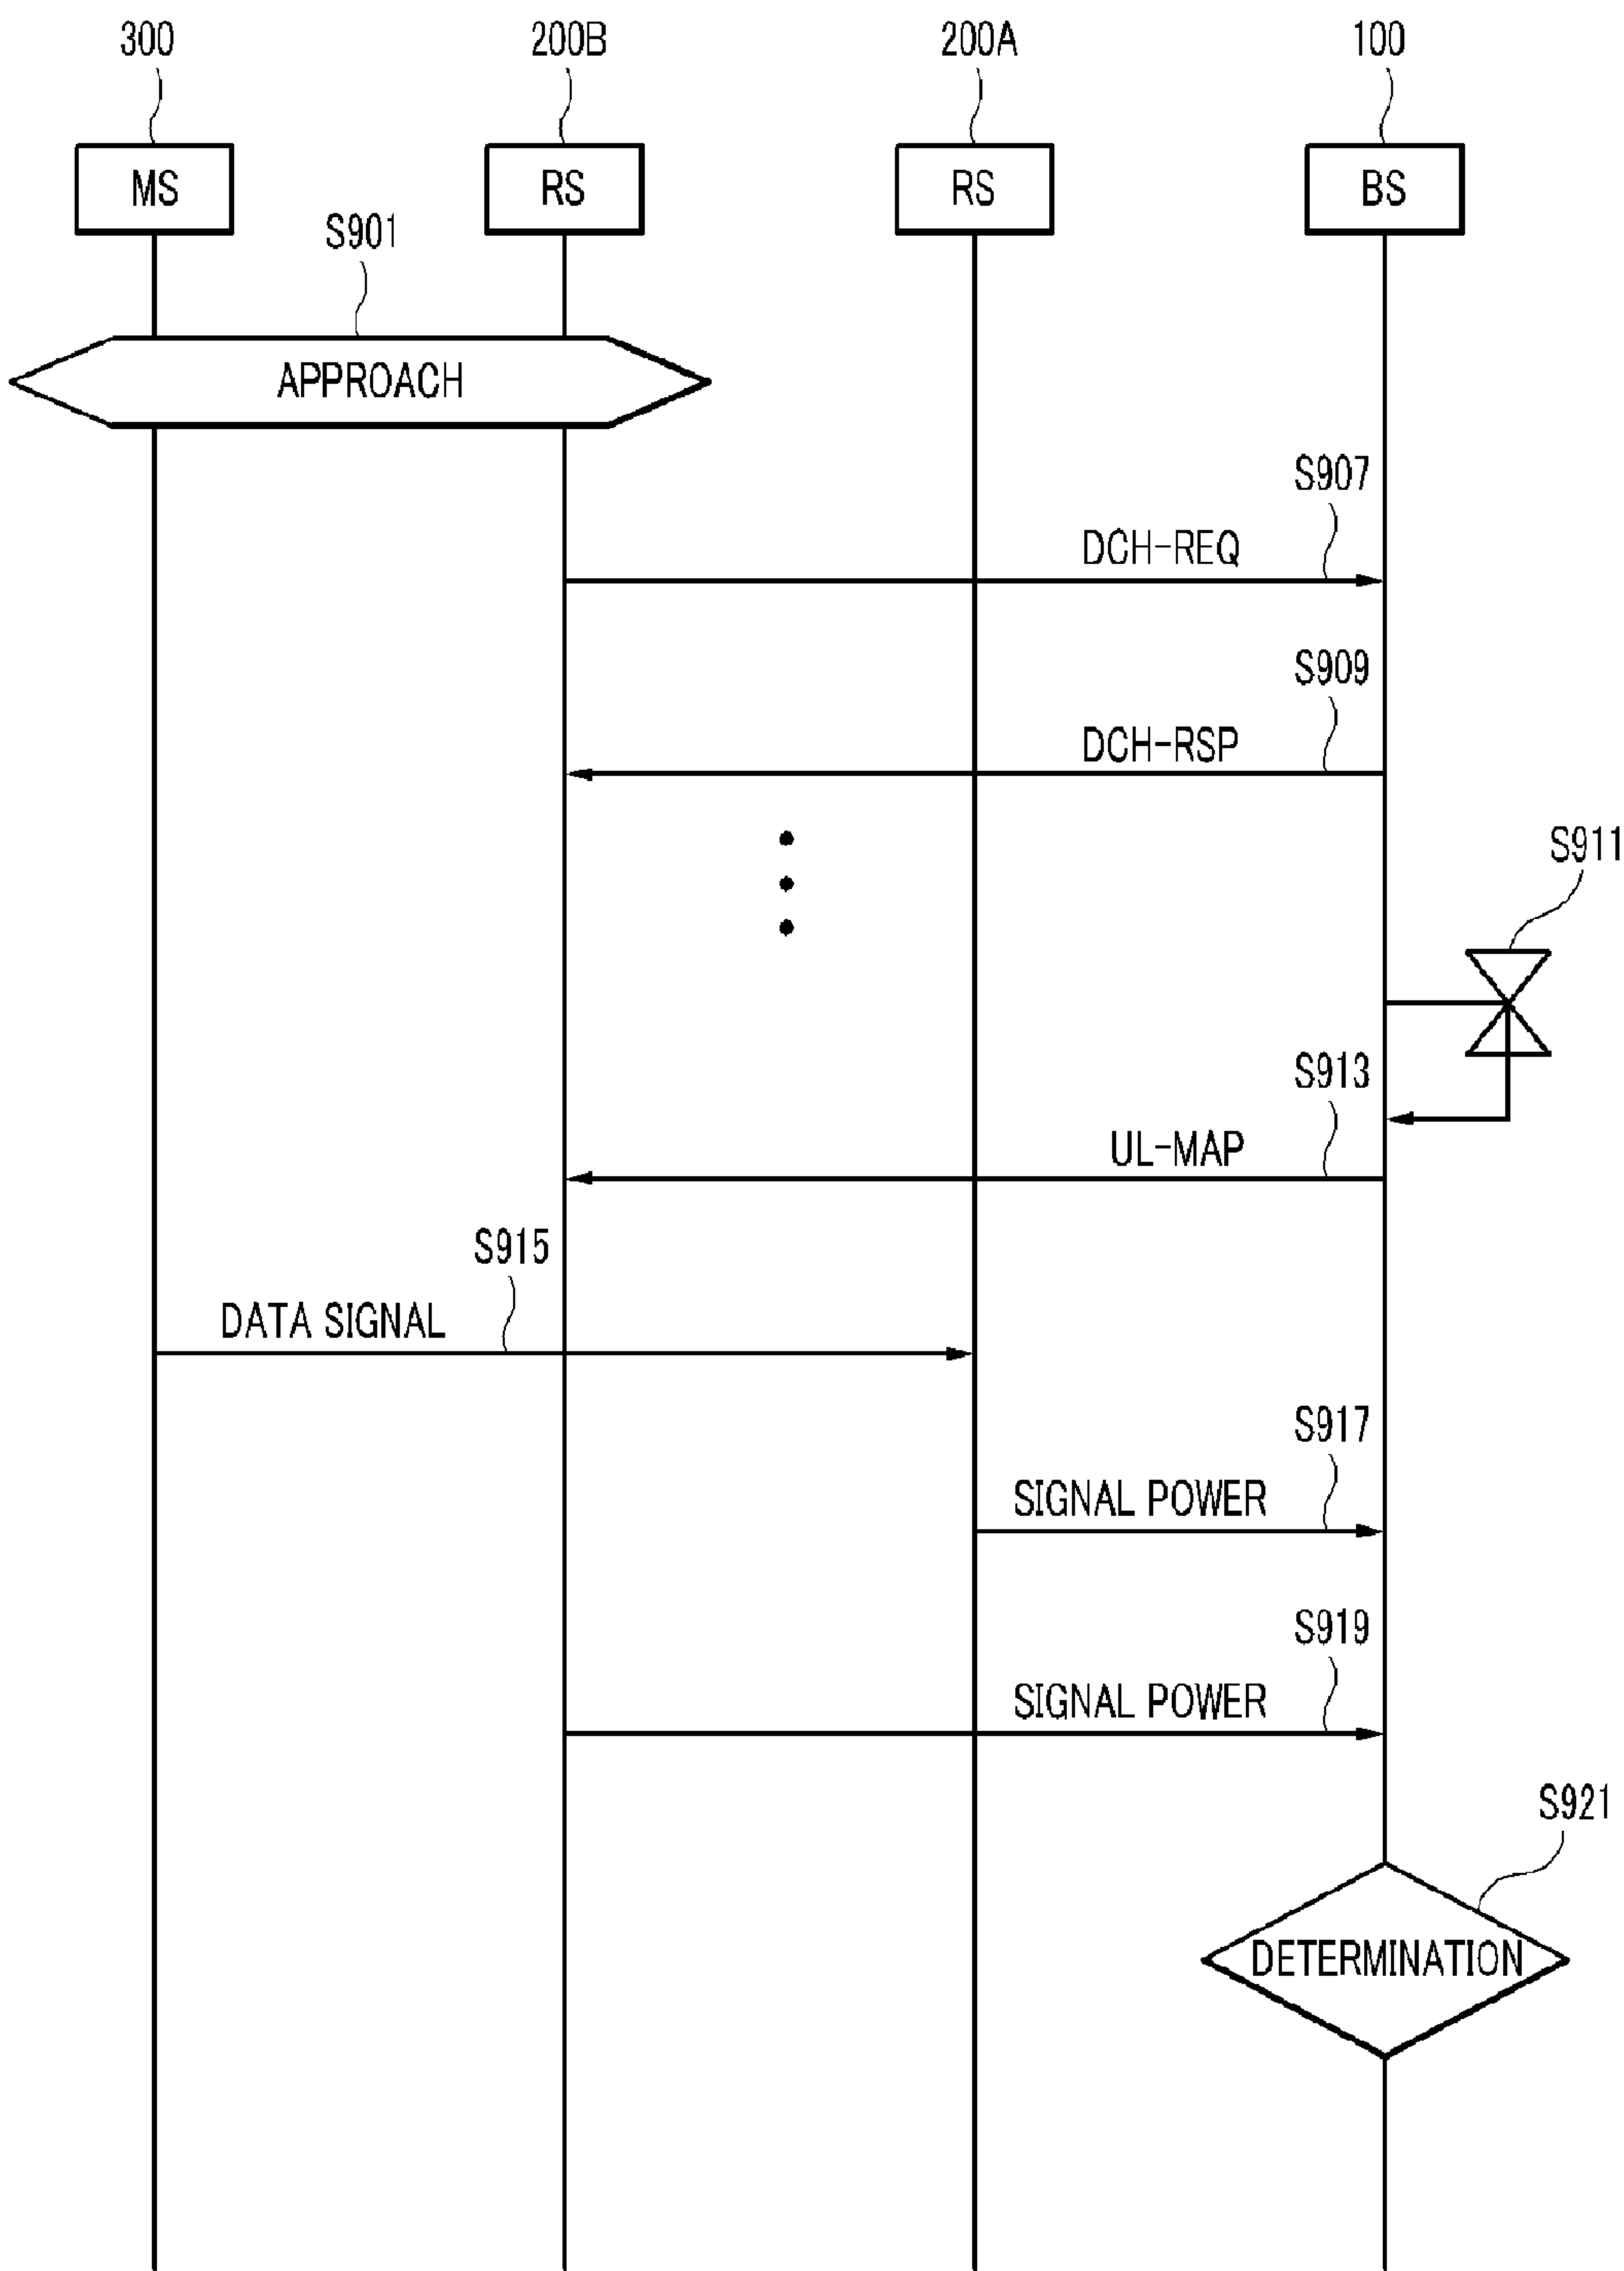 300 200B 200A 100
MS RS RS BS
S901
APPROACH
S907
DCH-REQ
S909
DCH-RSP
S911
S913
UL-MAP
S915
DATA SIGNAL
S917
SIGNAL POWER
S919
SIGNAL POWER
S921
DETERMINATION